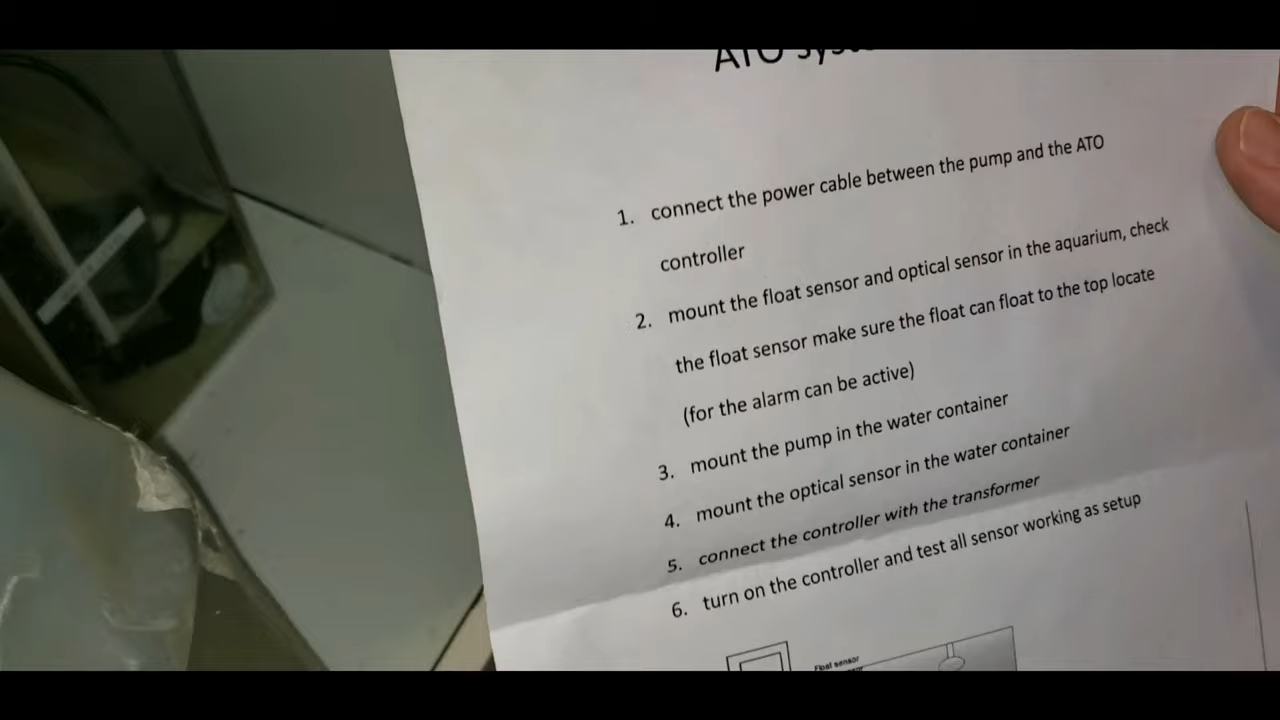 ATO
1. connect the power cable between the pump and the ATO
controller
2. mount the float sensor and optical sensor in the aquarium, check
the float sensor make sure the float can float to the top locate
(for the alarm can be active)
3. mount the pump in the water container
4. mount the optical sensor in the water container
5. connect the controller with the transformer
6. turn on the controller and test all sensor working as setup
Float sensor